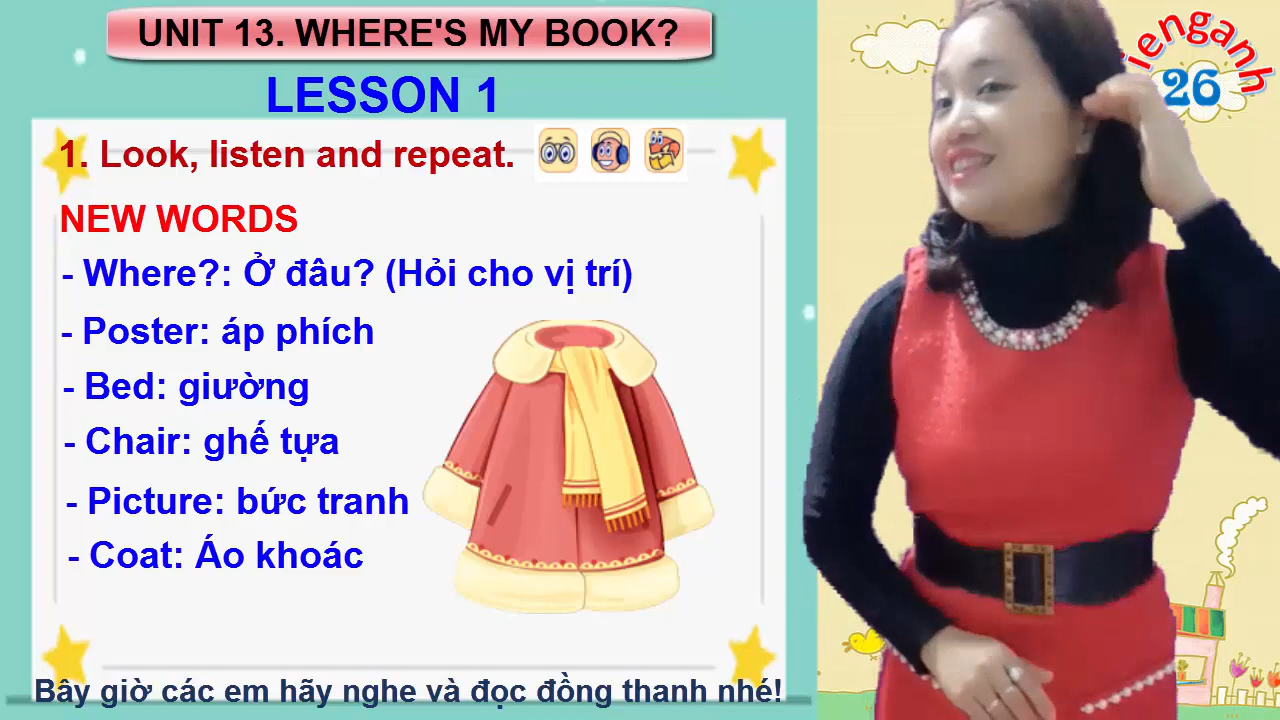 UNIT 13. WHERE'S MY BOOK?
LESSON 1
1. Look, listen and repeat.
NEW WORDS
- Where?: Ở đâu? (Hỏi cho vị trí)
- Poster: áp phích
- Bed: giường
- Chair: ghế tựa
- Picture: bức tranh
- Coat: Áo khoác
Bây giờ các em hãy nghe và đọc đồng thanh nhé!
ienganh
26